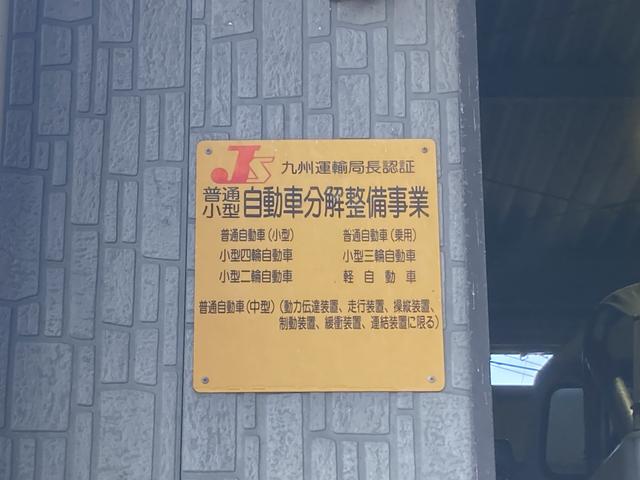 JS 九州運輸局長認証
普通
小型 自動車分解整備事業
普通自動車(小型) 普通自動車(乗用)
小型四輪自動車 小型三輪自動車
小型二輪自動車 軽自動車
普通自動車(中型)(動力伝達装置、走行装置、操縦装置、
制動装置、緩衝装置、連結装置に限る)